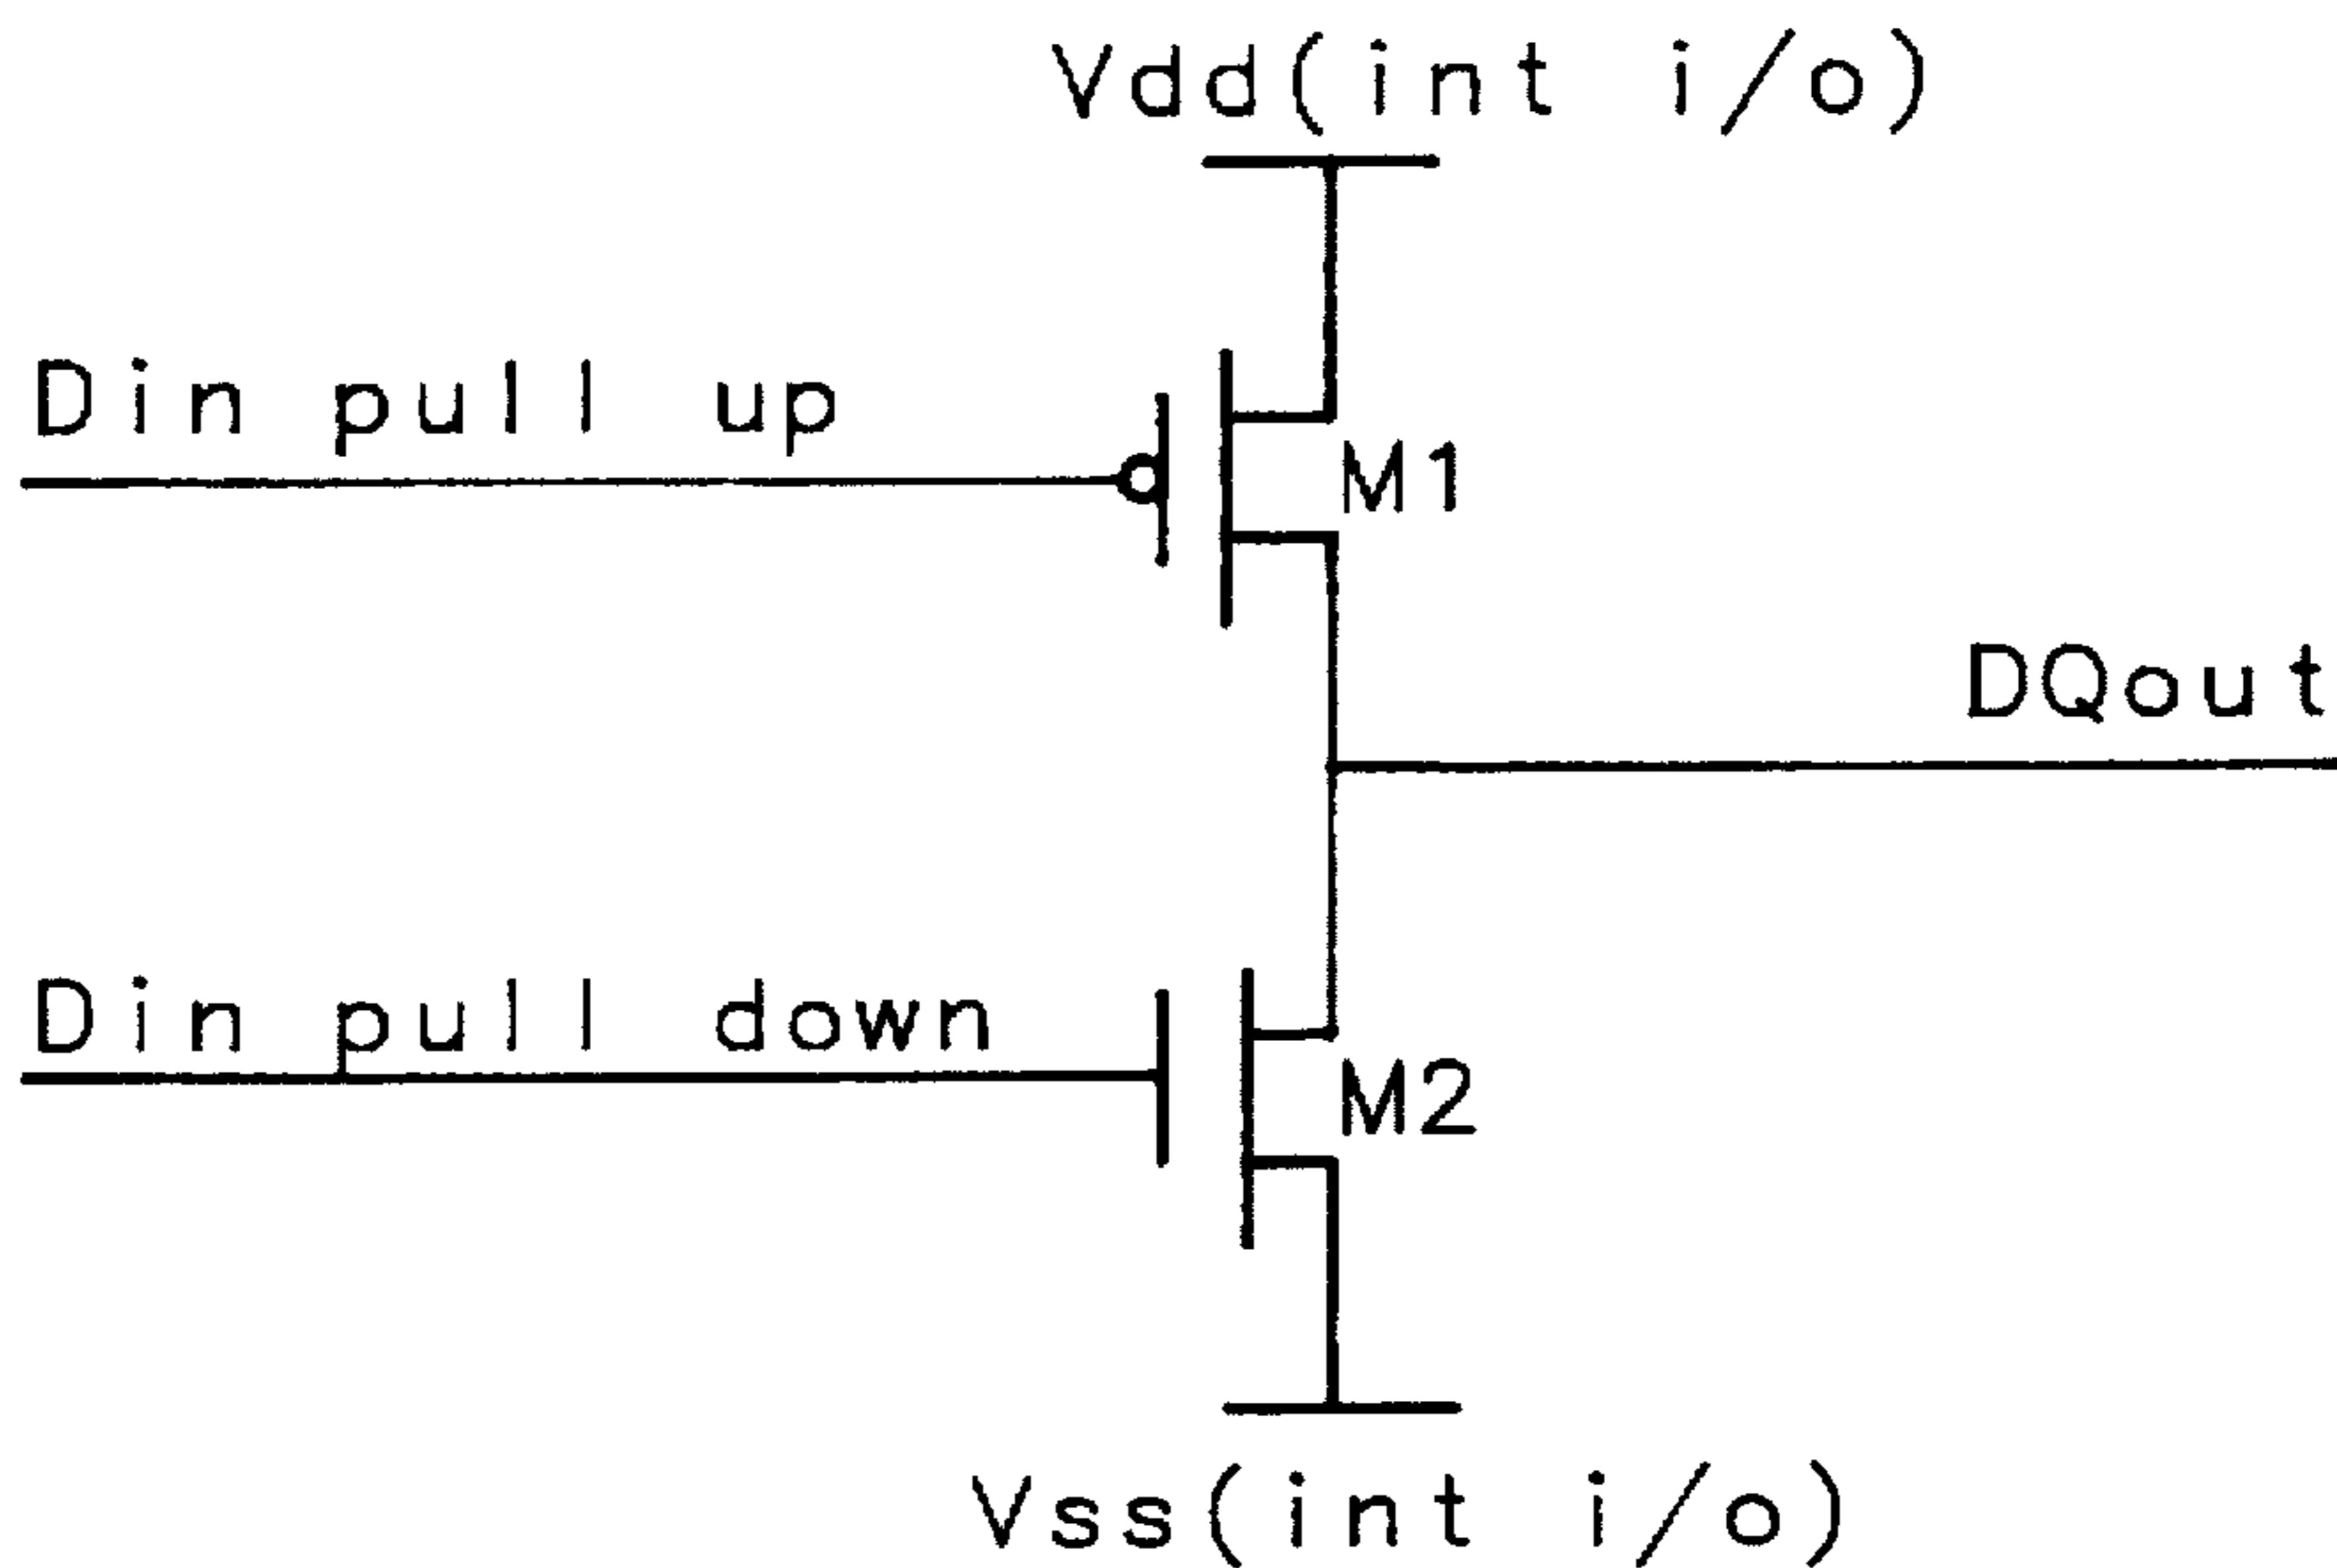 Vdd(int i/o)
Din pull up
M1
DQout
Din pull down
M2
Vss(int i/o)